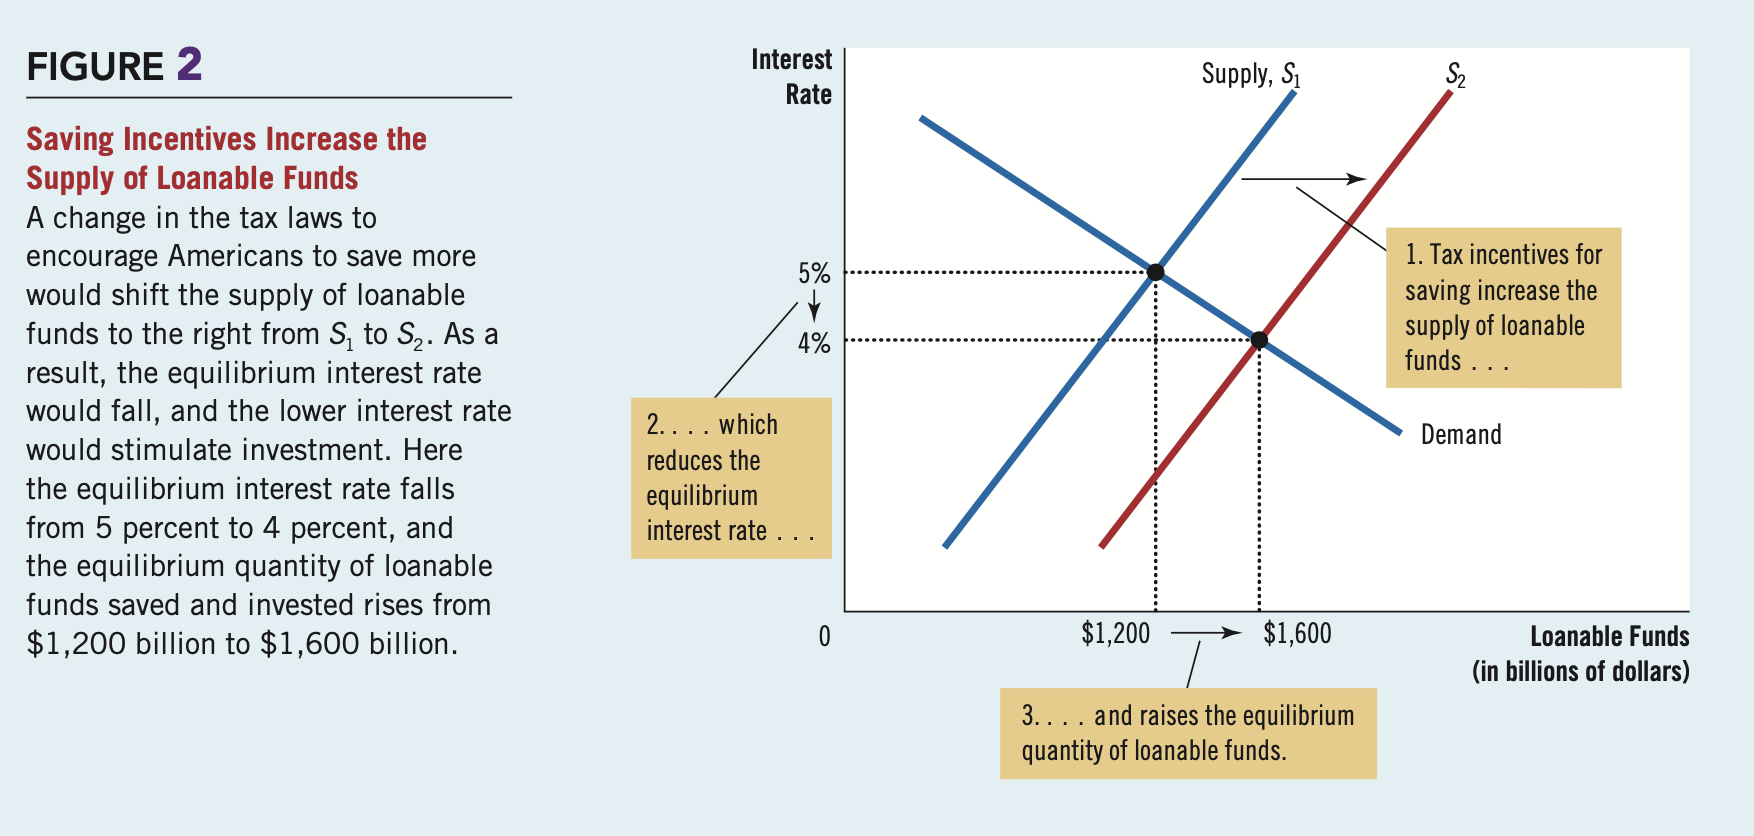 FIGURE 2
Saving Incentives Increase the
Supply of Loanable Funds
A change in the tax laws to
encourage Americans to save more
would shift the supply of loanable
funds to the right from S₁ to S₂. As a
result, the equilibrium interest rate
would fall, and the lower interest rate
would stimulate investment. Here
the equilibrium interest rate falls
from 5 percent to 4 percent, and
the equilibrium quantity of loanable
funds saved and invested rises from
$1,200 billion to $1,600 billion.
Interest
Rate
Supply, S₁
S₂
1. Tax incentives for
saving increase the
supply of loanable
funds . . .
5%
4%
2. . . . which
reduces the
equilibrium
interest rate . . .
Demand
0
$1,200
$1,600
Loanable Funds
(in billions of dollars)
3. . . . and raises the equilibrium
quantity of loanable funds.